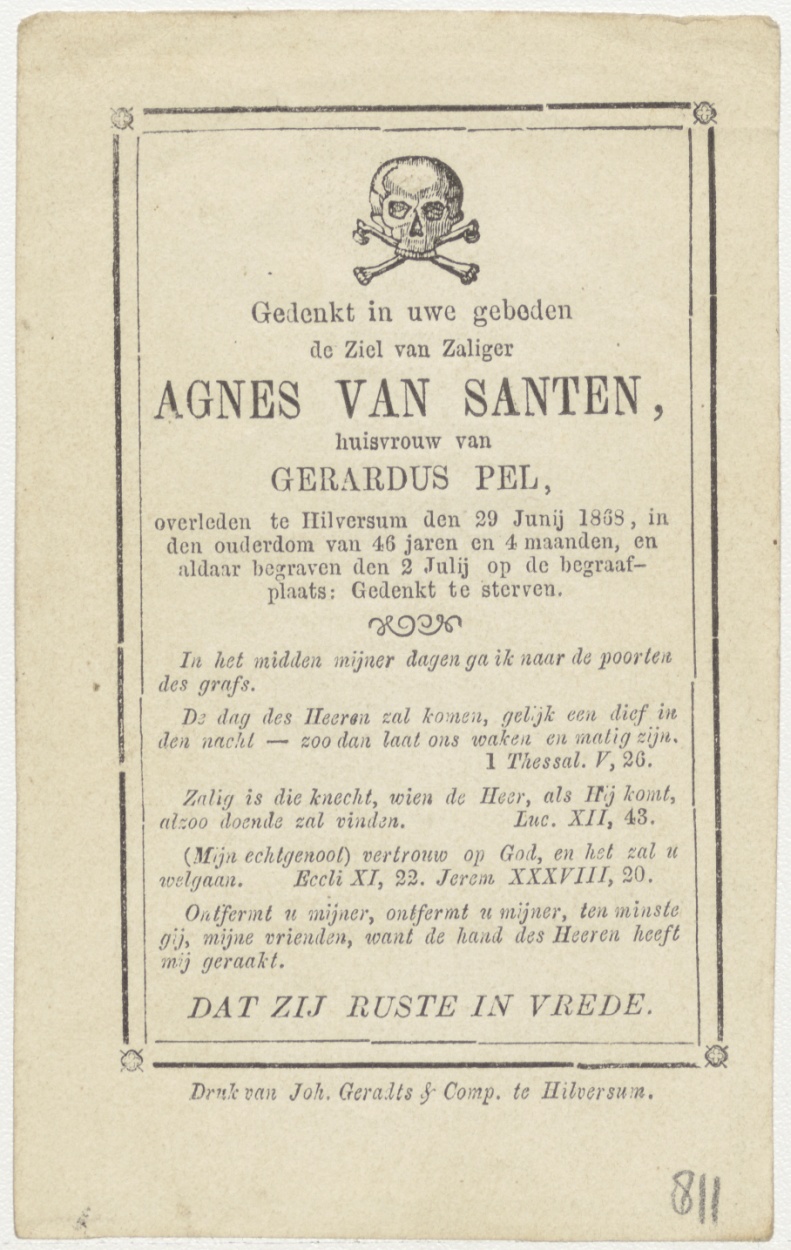 Gedenkt in uwe gebeden
de Ziel van Zaliger
AGNES VAN SANTEN,
huisvrouw van
GERARDUS PEL,
overleden te Hilversum den 29 Junij 1868, in
den ouderdom van 46 jaren en 4 maanden, en
aldaar begraven den 2 Julij op de begraaf–
plaats: Gedenkt te sterven.
In het midden mijner dagen ga ik naar de poorten
des grafs.
De dag des Heeren zal komen, gelijk een dief in
den nacht — zoo dan laat ons waken en matig zijn.
1 Thessal. V, 26.
Zalig is die knecht, wien de Heer, als Hij komt,
alzoo doende zal vinden. Luc. XII, 43.
(Mijn echtgenoot) vertrouw op God, en het zal u
welgaan. Eccli XI, 22. Jerem XXXVIII, 20.
Ontfermt u mijner, ontfermt u mijner, ten minste
gij, mijne vrienden, want de hand des Heeren heeft
mij geraakt.
DAT ZIJ RUSTE IN VREDE.
Druk van Joh. Geradts & Comp. te Hilversum.
811